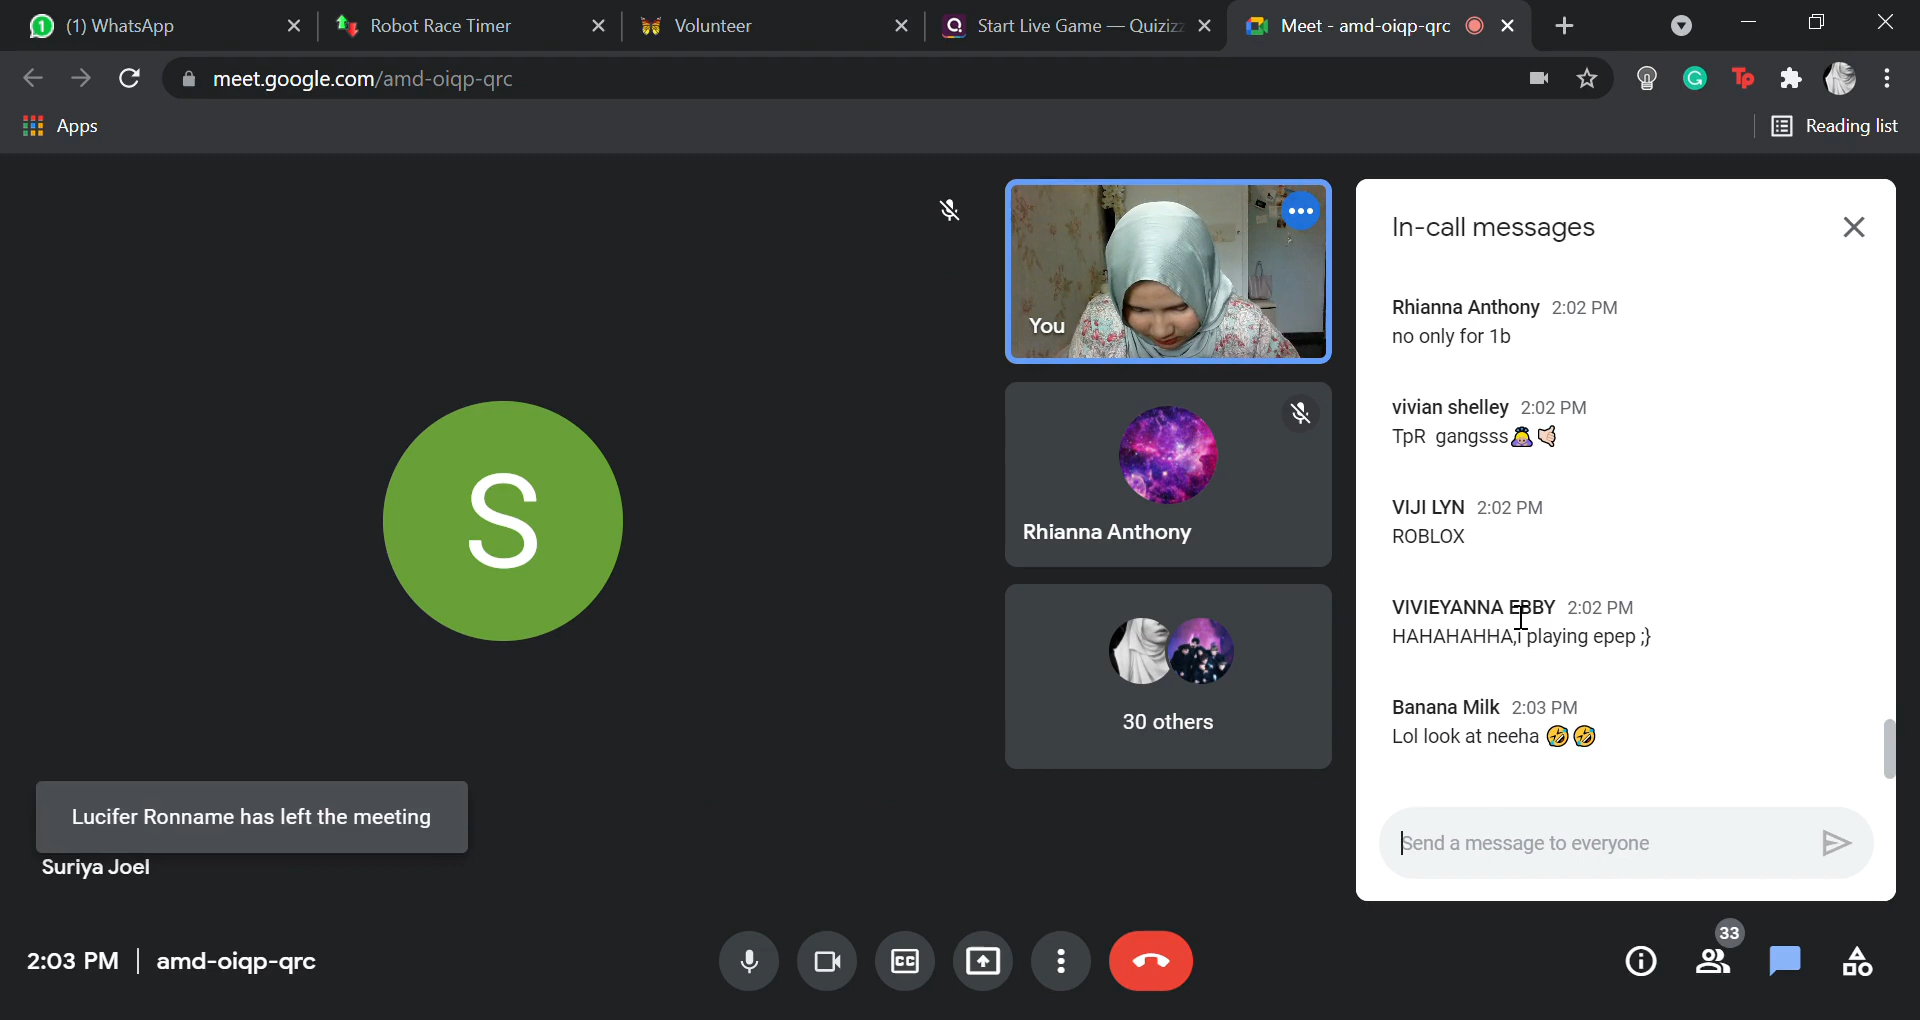 (1) WhatsApp
Robot Race Timer
Volunteer
Start Live Game — Quiziz
Meet - amd-oiqp-qrc
meet.google.com/amd-oiqp-qrc
Apps
Reading list
You
Rhianna Anthony
30 others
S
Lucifer Ronname has left the meeting
Suriya Joel
In-call messages
Rhianna Anthony 2:02 PM
no only for 1b
vivian shelley 2:02 PM
TpR gangsss🙇🤙🏻
VIJI LYN 2:02 PM
ROBLOX
VIVIEYANNA EBBY 2:02 PM
HAHAHAHHA,i playing epep ;}
Banana Milk 2:03 PM
Lol look at neeha 🤣🤣
Send a message to everyone
2:03 PM | amd-oiqp-qrc
CC
33